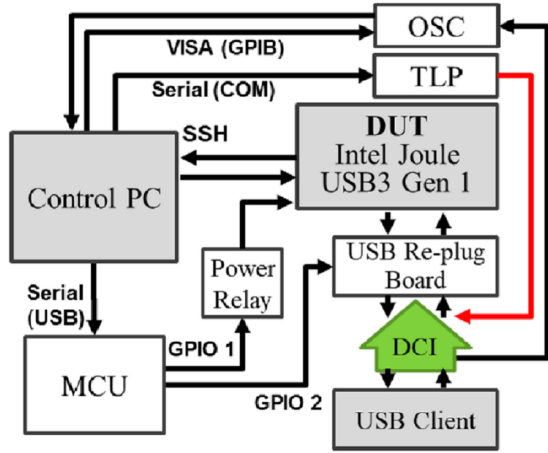 OSC
VISA (GPIB)
TLP
Serial (COM)
DUT
Intel Joule
USB3 Gen 1
SSH
Control PC
USB Re-plug
Board
Power
Relay
Serial
(USB)
GPIO 1
DCI
MCU
GPIO 2
USB Client